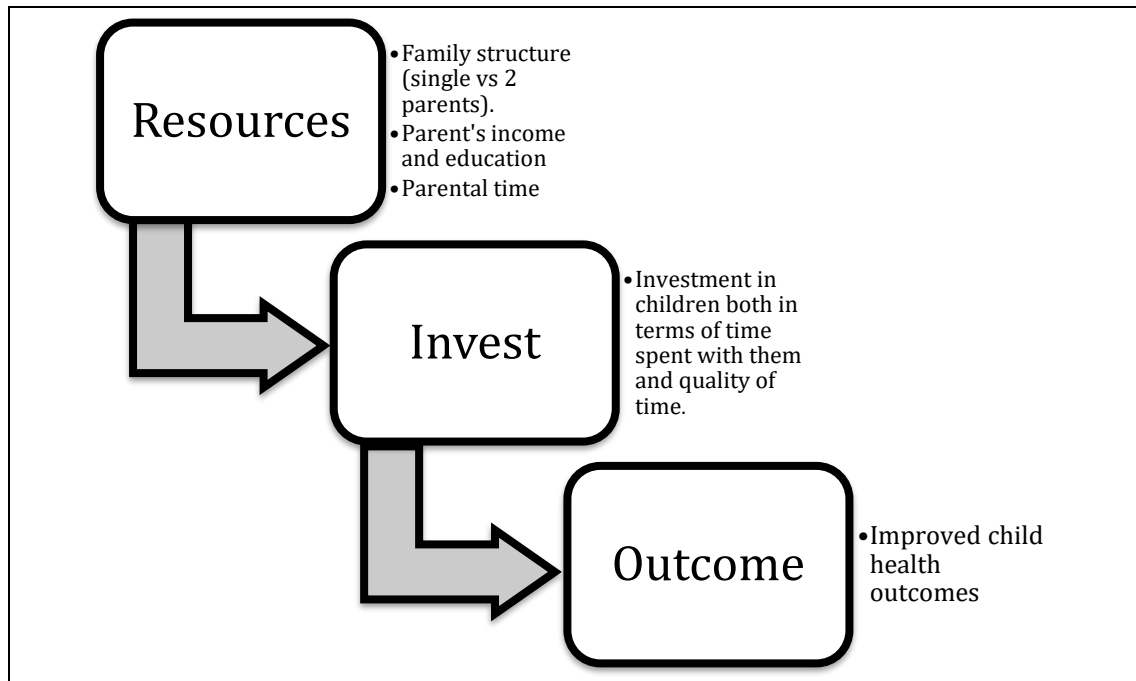 Resources
•Family structure
(single vs 2
parents).
•Parent's income
and education
•Parental time
Invest
•Investment in
children both in
terms of time
spent with them
and quality of
time.
Outcome
•Improved child
health
outcomes